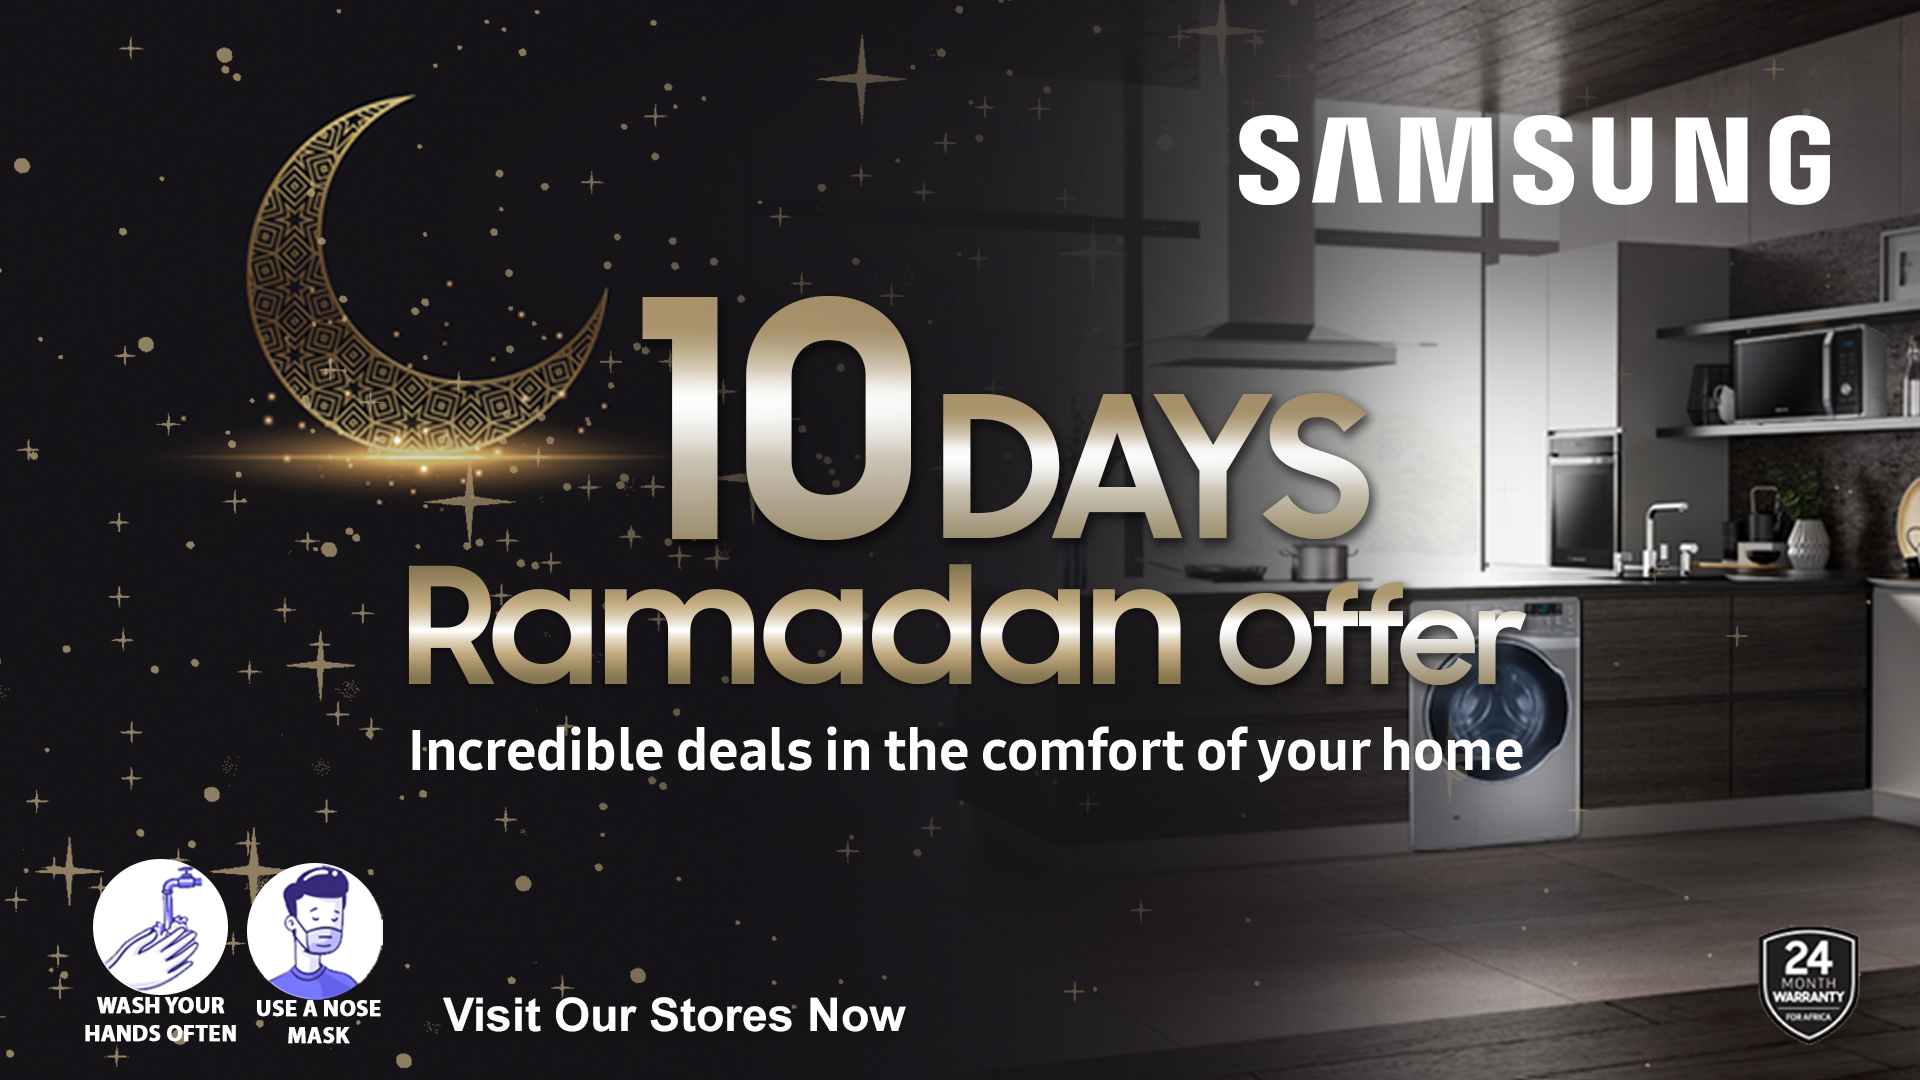 SAMSUNG
10 DAYS
Ramadan offer
Incredible deals in the comfort of your home
WASH YOUR
HANDS OFTEN
USE A NOSE
MASK
Visit Our Stores Now
24
MONTH
WARRANTY
FOR AFRICA